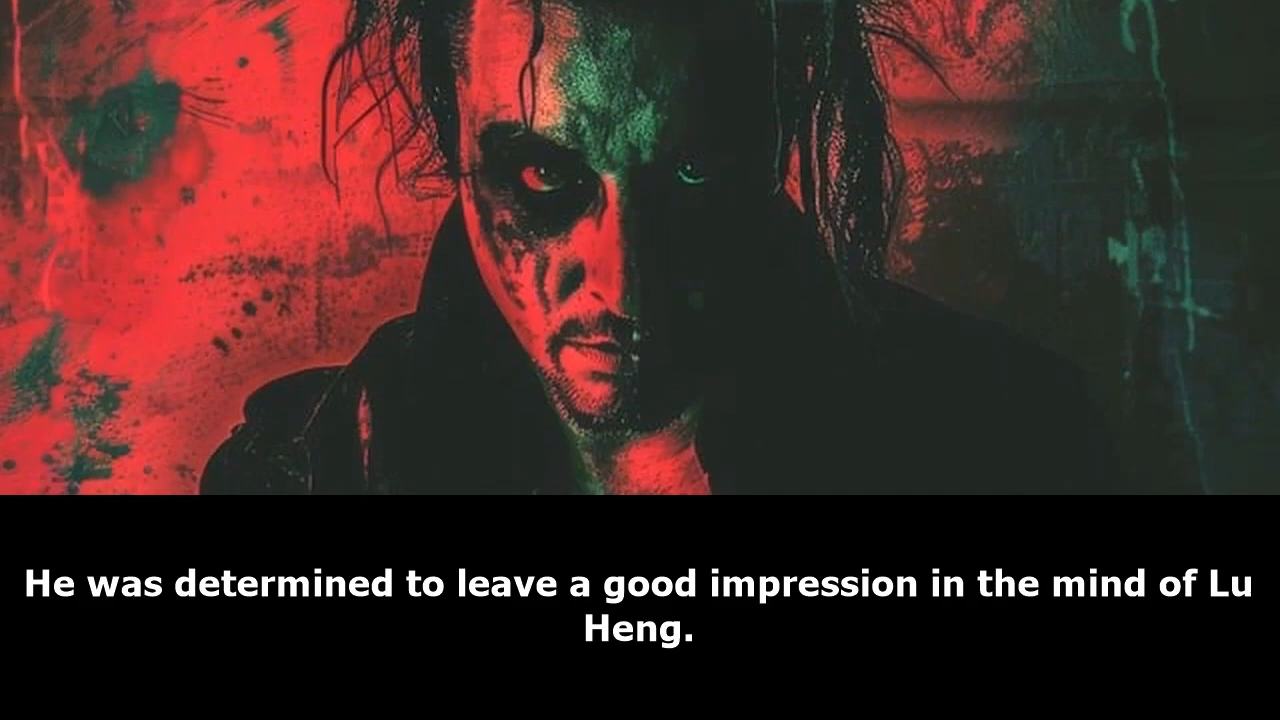 He was determined to leave a good impression in the mind of Lu
Heng.